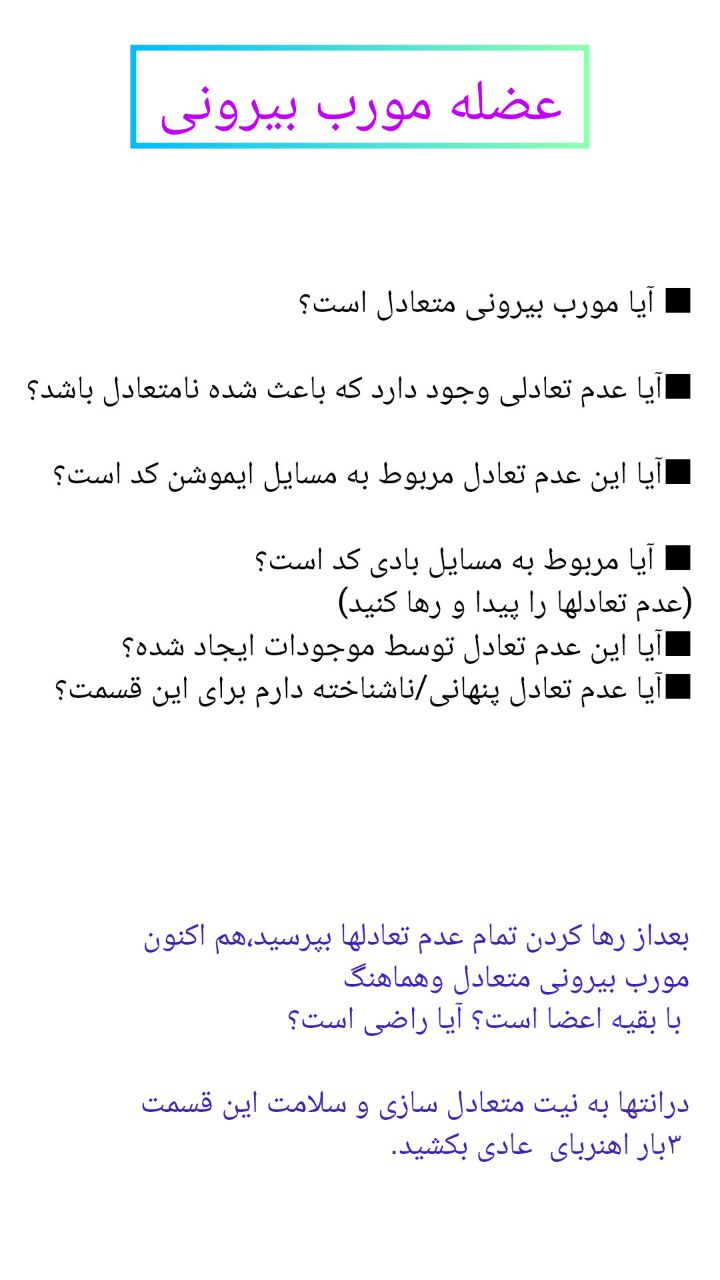 عضله مورب بیرونی
■ آیا مورب بیرونی متعادل است؟
■آیا عدم تعادلی وجود دارد که باعث شده نامتعادل باشد؟
■آیا این عدم تعادل مربوط به مسایل ایموشن کد است؟
■ آیا مربوط به مسایل بادی کد است؟
(عدم تعادلها را پیدا و رها کنید)
■آیا این عدم تعادل توسط موجودات ایجاد شده؟
■آیا عدم تعادل پنهانی/ناشناخته دارم برای این قسمت؟
بعداز رها کردن تمام عدم تعادلها بپرسید،هم اکنون
مورب بیرونی متعادل وهماهنگ
با بقیه اعضا است؟ آیا راضی است؟
درانتها به نیت متعادل سازی و سلامت این قسمت
۳بار اهنربای عادی بکشید.